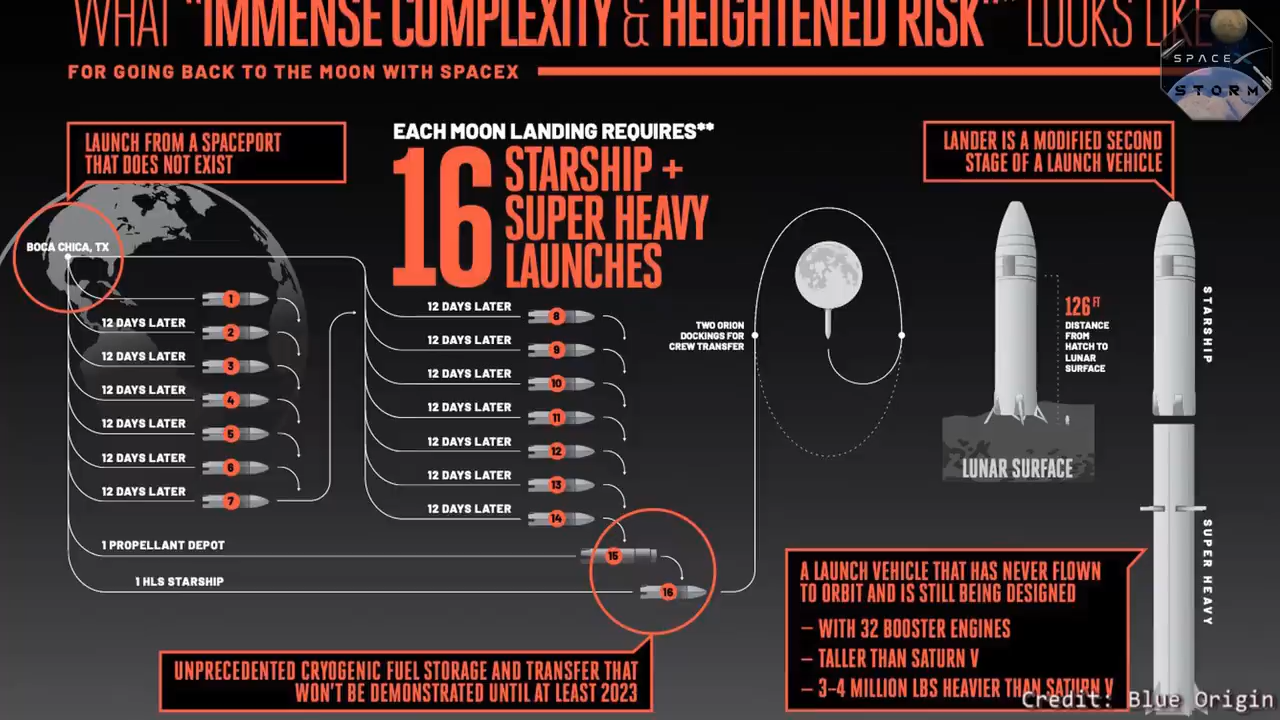 WHAT "IMMENSE COMPLEXITY & HEIGHTENED RISK"* LOOKS LIKE
FOR GOING BACK TO THE MOON WITH SPACEX
SPACE X
STORM
LAUNCH FROM A SPACEPORT
THAT DOES NOT EXIST
BOCA CHICA, TX
EACH MOON LANDING REQUIRES**
16
STARSHIP +
SUPER HEAVY
LAUNCHES
1
12 DAYS LATER 2
12 DAYS LATER 3
12 DAYS LATER 4
12 DAYS LATER 5
12 DAYS LATER 6
12 DAYS LATER 7
12 DAYS LATER 8
12 DAYS LATER 9
12 DAYS LATER 10
12 DAYS LATER 11
12 DAYS LATER 12
12 DAYS LATER 13
12 DAYS LATER 14
1 PROPELLANT DEPOT 15
1 HLS STARSHIP 16
UNPRECEDENTED CRYOGENIC FUEL STORAGE AND TRANSFER THAT
WON'T BE DEMONSTRATED UNTIL AT LEAST 2023
TWO ORION
DOCKINGS FOR
CREW TRANSFER
LANDER IS A MODIFIED SECOND
STAGE OF A LAUNCH VEHICLE
126 FT
DISTANCE
FROM
HATCH TO
LUNAR
SURFACE
LUNAR SURFACE
STARSHIP
SUPER HEAVY
A LAUNCH VEHICLE THAT HAS NEVER FLOWN
TO ORBIT AND IS STILL BEING DESIGNED
– WITH 32 BOOSTER ENGINES
– TALLER THAN SATURN V
– 3–4 MILLION LBS HEAVIER THAN SATURN V
Credit: Blue Origin